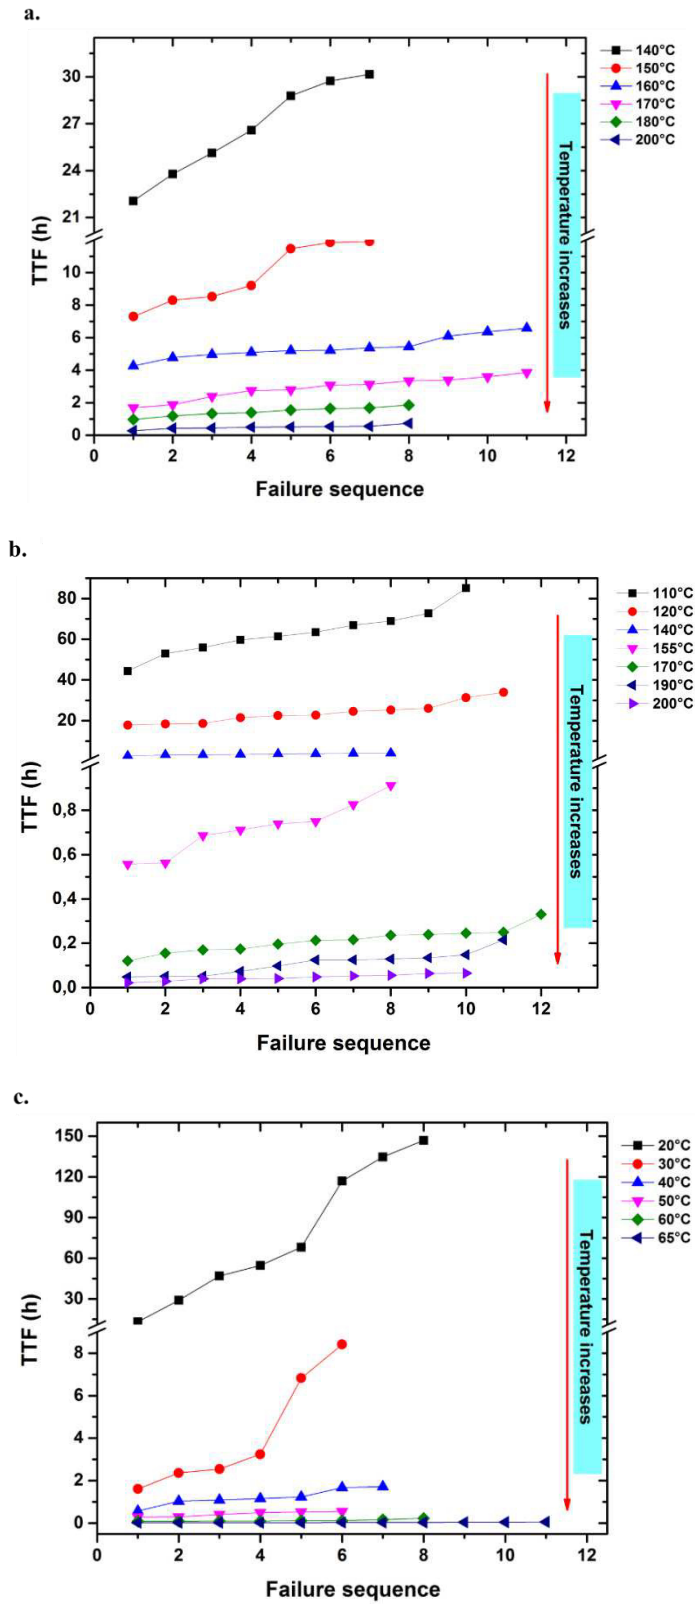 a.
140°C
150°C
160°C
170°C
180°C
200°C
Temperature increases
30
27
24
21
10
8
6
4
2
0
TTF (h)
0 2 4 6 8 10 12
Failure sequence
b.
110°C
120°C
140°C
155°C
170°C
190°C
200°C
Temperature increases
80
60
40
20
0,8
0,6
0,4
0,2
0,0
TTF (h)
0 2 4 6 8 10 12
Failure sequence
c.
20°C
30°C
40°C
50°C
60°C
65°C
Temperature increases
150
120
90
60
30
8
6
4
2
0
TTF (h)
0 2 4 6 8 10 12
Failure sequence